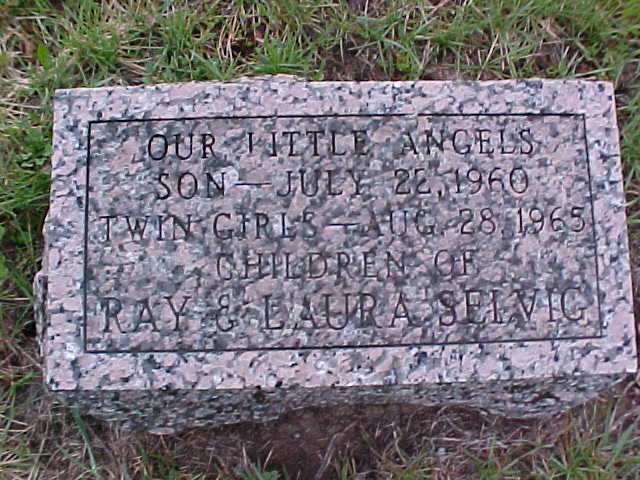 OUR LITTLE ANGELS
SON—JULY 22, 1960
TWIN GIRLS—AUG. 28, 1965
CHILDREN OF
RAY & LAURA SELVIG